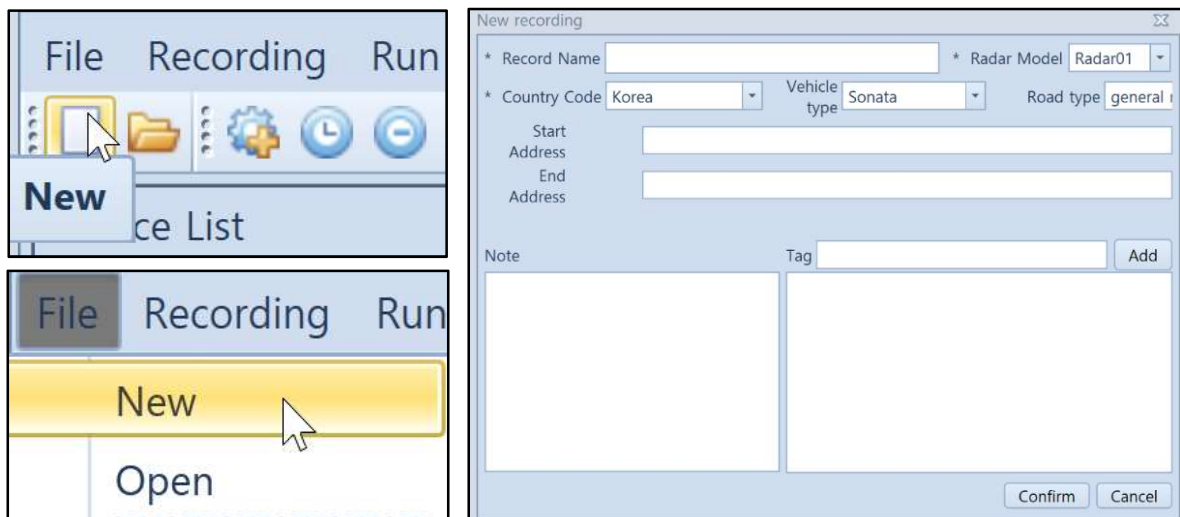 File Recording Run
New
ce List
File Recording Run
New
Open
New recording
* Record Name * Radar Model Radar01
* Country Code Korea Vehicle type Sonata Road type general
Start Address
End Address
Note Tag Add
Confirm Cancel